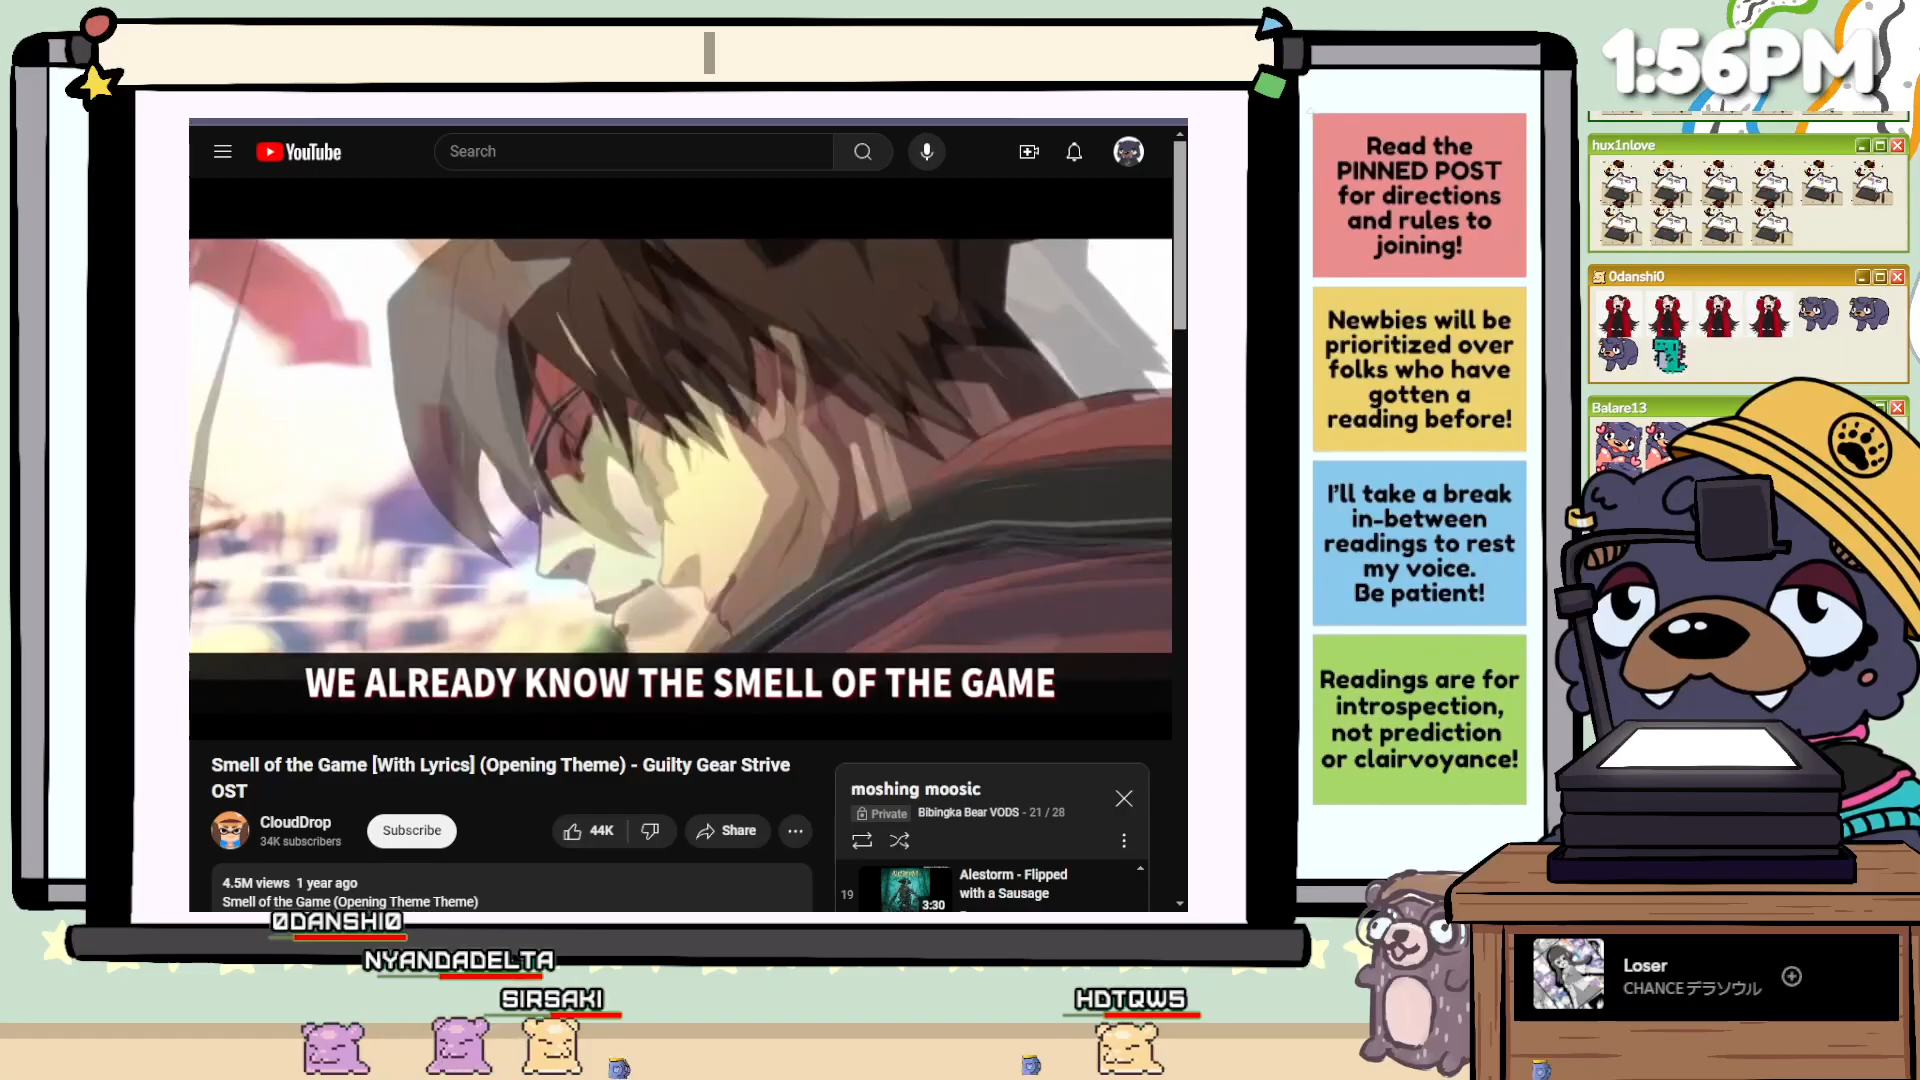 1:56PM
YouTube
Search
WE ALREADY KNOW THE SMELL OF THE GAME
Smell of the Game [With Lyrics] (Opening Theme) - Guilty Gear Strive
OST
CloudDrop
34K subscribers
Subscribe
44K
Share
4.5M views 1 year ago
Smell of the Game (Opening Theme Theme)
moshing moosic
Private
Bibingka Bear VODS - 21 / 28
19
3:30
Alestorm - Flipped
with a Sausage
Read the
PINNED POST
for directions
and rules to
joining!
Newbies will be
prioritized over
folks who have
gotten a
reading before!
I'll take a break
in-between
readings to rest
my voice.
Be patient!
Readings are for
introspection,
not prediction
or clairvoyance!
hux1nlove
0danshi0
Balare13
0DANSHI0
NYANDADELTA
SIRSAKI
HDTQW5
Loser
CHANCEデラソウル